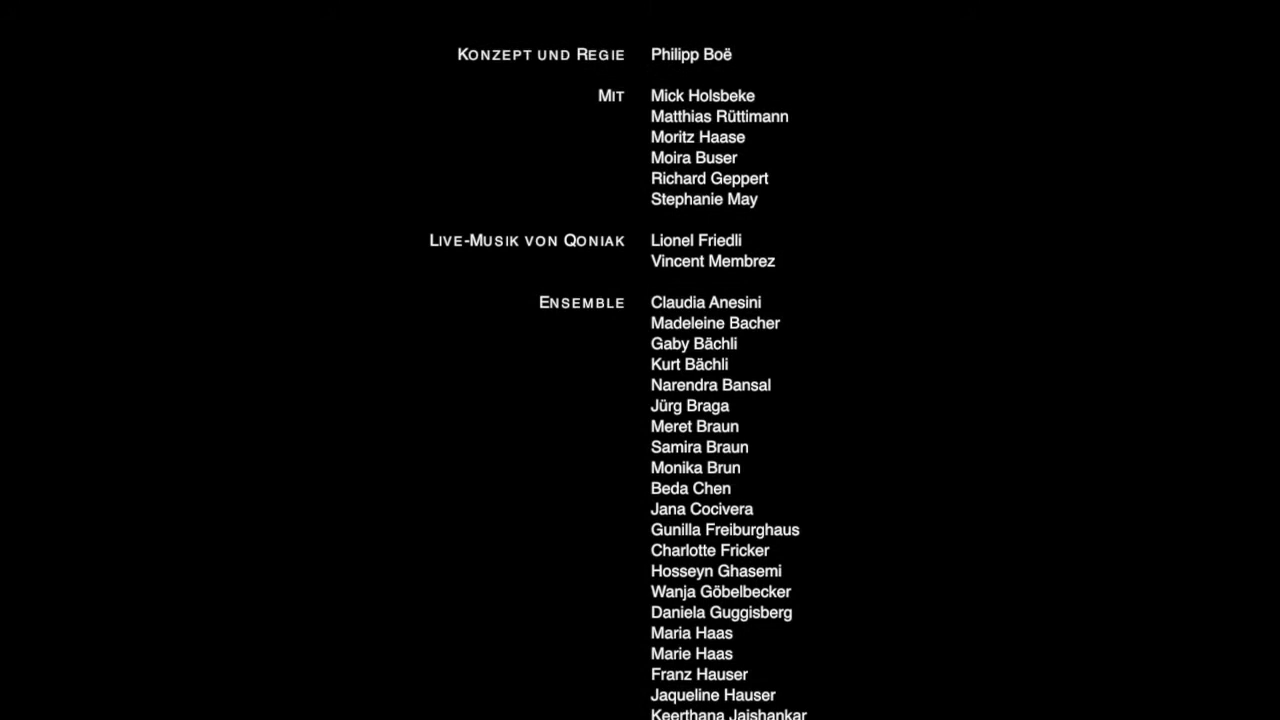 Konzept und Regie Philipp Boë
Mit Mick Holsbeke
Matthias Rüttimann
Moritz Haase
Moira Buser
Richard Geppert
Stephanie May
Live-Musik von Qoniak Lionel Friedli
Vincent Membrez
Ensemble Claudia Anesini
Madeleine Bacher
Gaby Bächli
Kurt Bächli
Narendra Bansal
Jürg Braga
Meret Braun
Samira Braun
Monika Brun
Beda Chen
Jana Cocivera
Gunilla Freiburghaus
Charlotte Fricker
Hosseyn Ghasemi
Wanja Göbelbecker
Daniela Guggisberg
Maria Haas
Marie Haas
Franz Hauser
Jaqueline Hauser
Keerthana Jaishankar